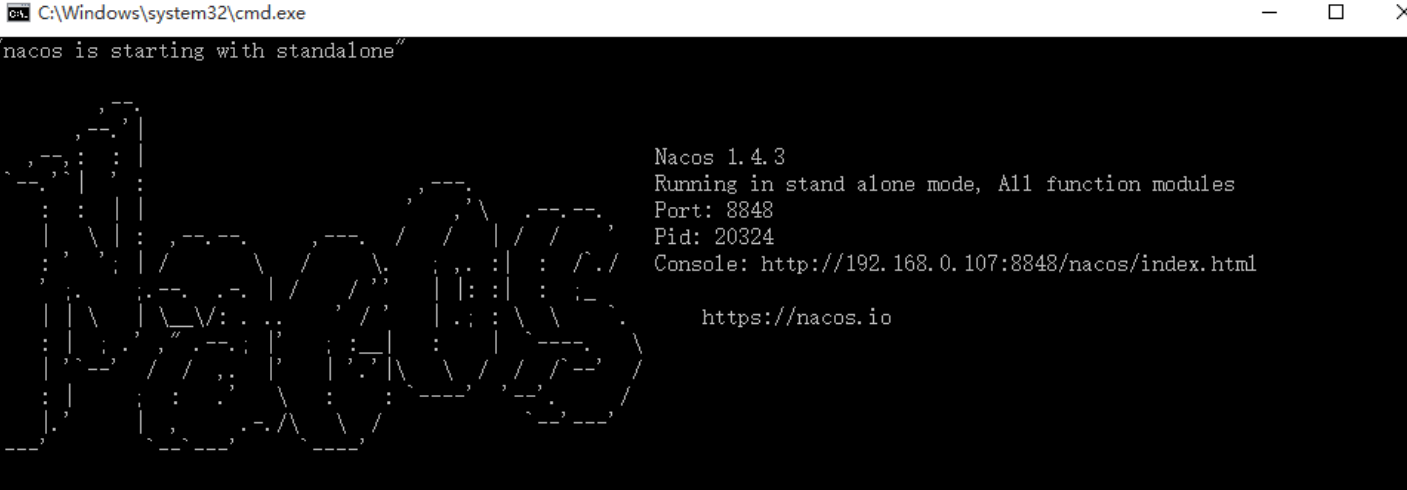 C:\Windows\system32\cmd.exe
"nacos is starting with standalone"
Nacos 1.4.3
Running in stand alone mode, All function modules
Port: 8848
Pid: 20324
Console: http://192.168.0.107:8848/nacos/index.html
https://nacos.io